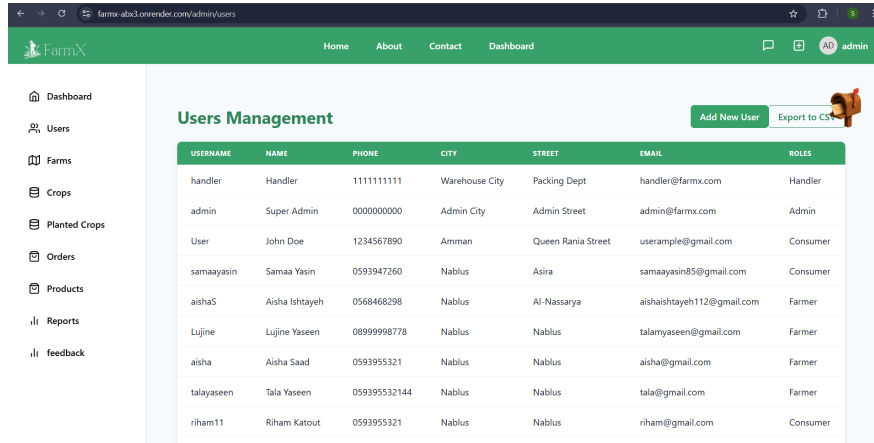 farmx-abx3.onrender.com/admin/users
S
FarmX
Home About Contact Dashboard
AD admin
Dashboard
Users
Farms
Crops
Planted Crops
Orders
Products
Reports
feedback
Users Management
Add New User
Export to CSV
USERNAME NAME PHONE CITY STREET EMAIL ROLES
handler Handler 1111111111 Warehouse City Packing Dept handler@farmx.com Handler
admin Super Admin 0000000000 Admin City Admin Street admin@farmx.com Admin
User John Doe 1234567890 Amman Queen Rania Street userample@gmail.com Consumer
samaayasin Samaa Yasin 0593947260 Nablus Asira samaayasin85@gmail.com Consumer
aishaS Aisha Ishtayeh 0568468298 Nablus Al-Nassarya aishaishtayeh112@gmail.com Farmer
Lujine Lujine Yaseen 08999998778 Nablus Nablus talamyaseen@gmail.com Farmer
aisha Aisha Saad 0593955321 Nablus Nablus aisha@gmail.com Farmer
talayaseen Tala Yaseen 059395532144 Nablus Nablus tala@gmail.com Farmer
riham11 Riham Katout 0593955321 Nablus Nablus riham@gmail.com Consumer